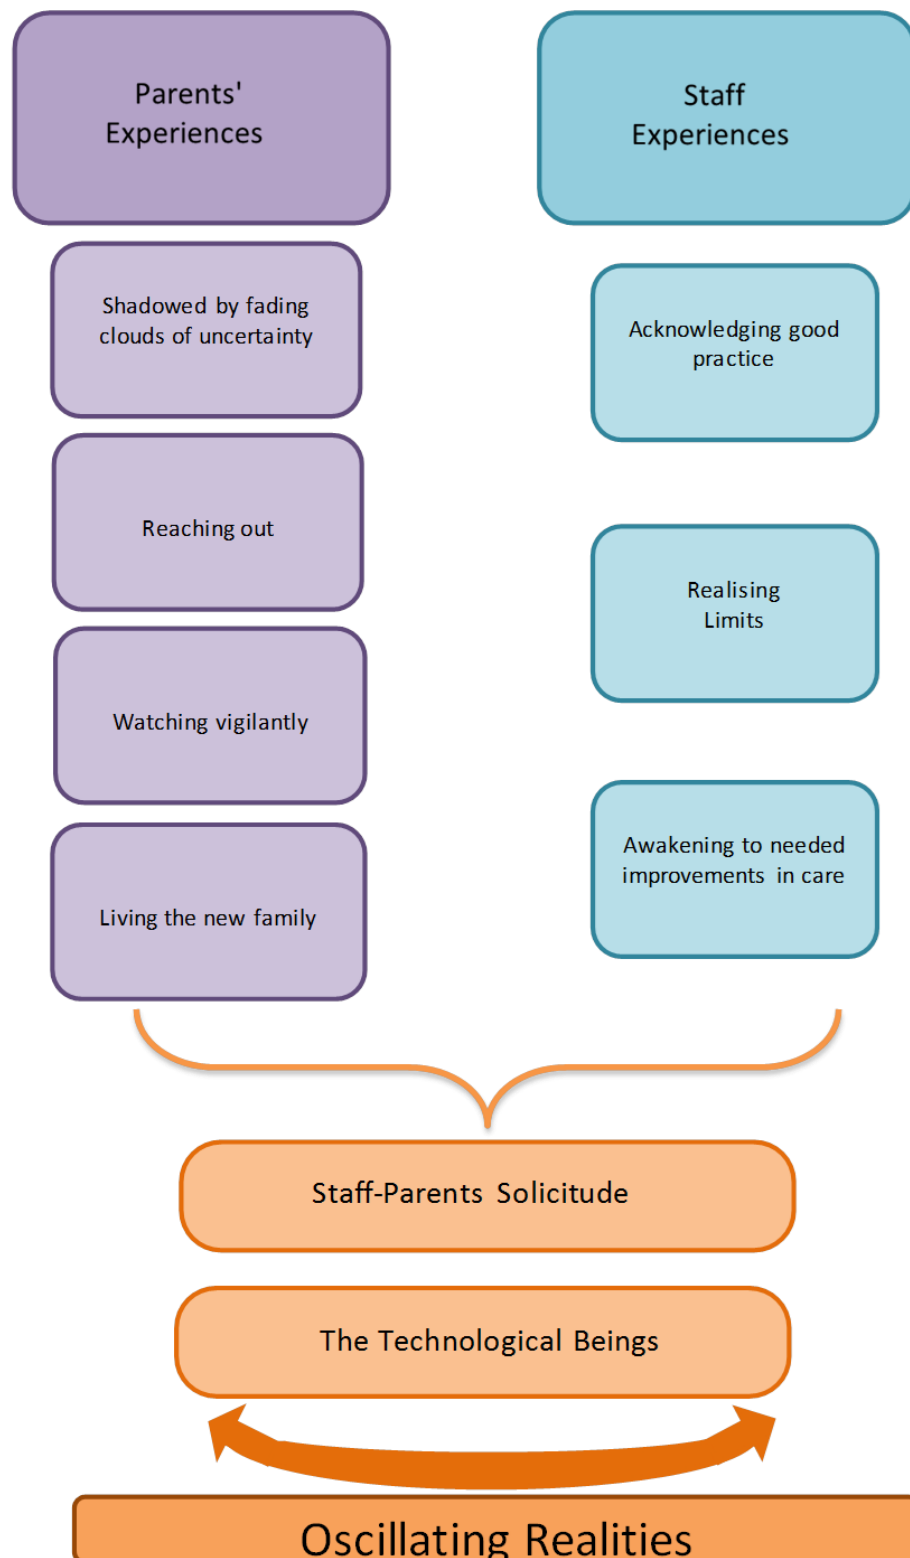 Parents'
Experiences
Shadowed by fading
clouds of uncertainty
Reaching out
Watching vigilantly
Living the new family
Staff
Experiences
Acknowledging good
practice
Realising
Limits
Awakening to needed
improvements in care
Staff-Parents Solicitude
The Technological Beings
Oscillating Realities